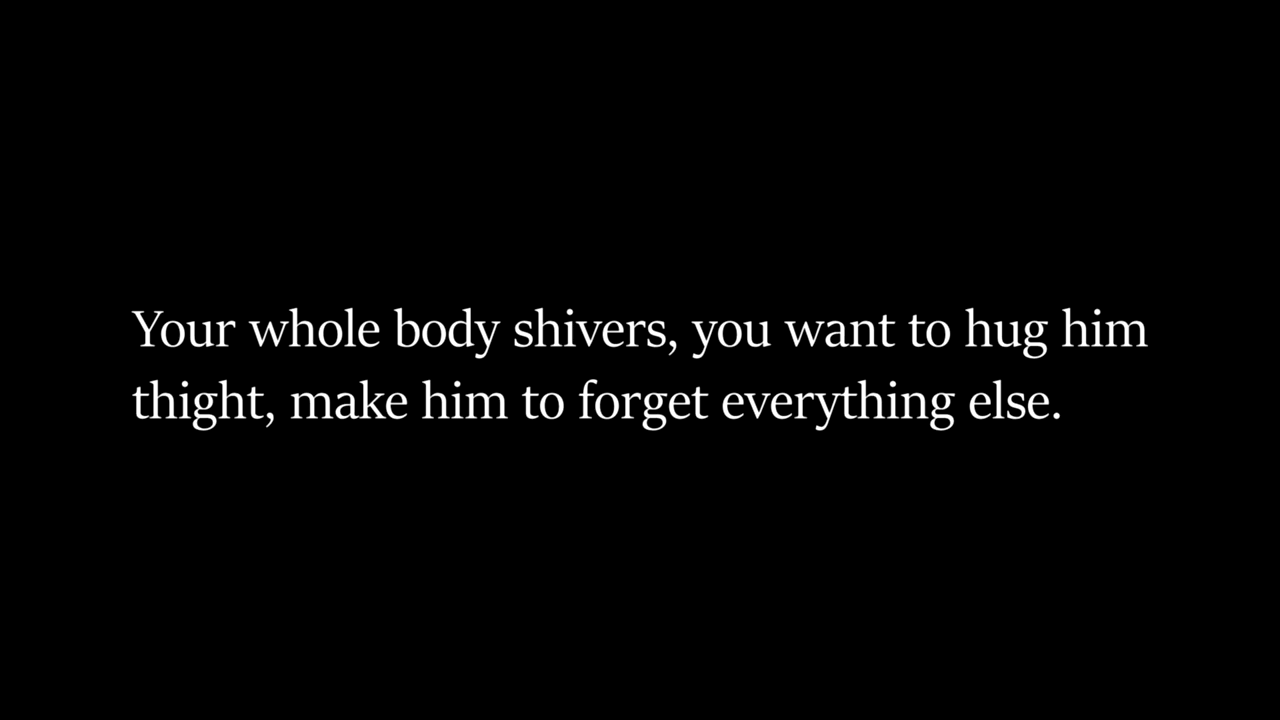 Your whole body shivers, you want to hug him
thight, make him to forget everything else.